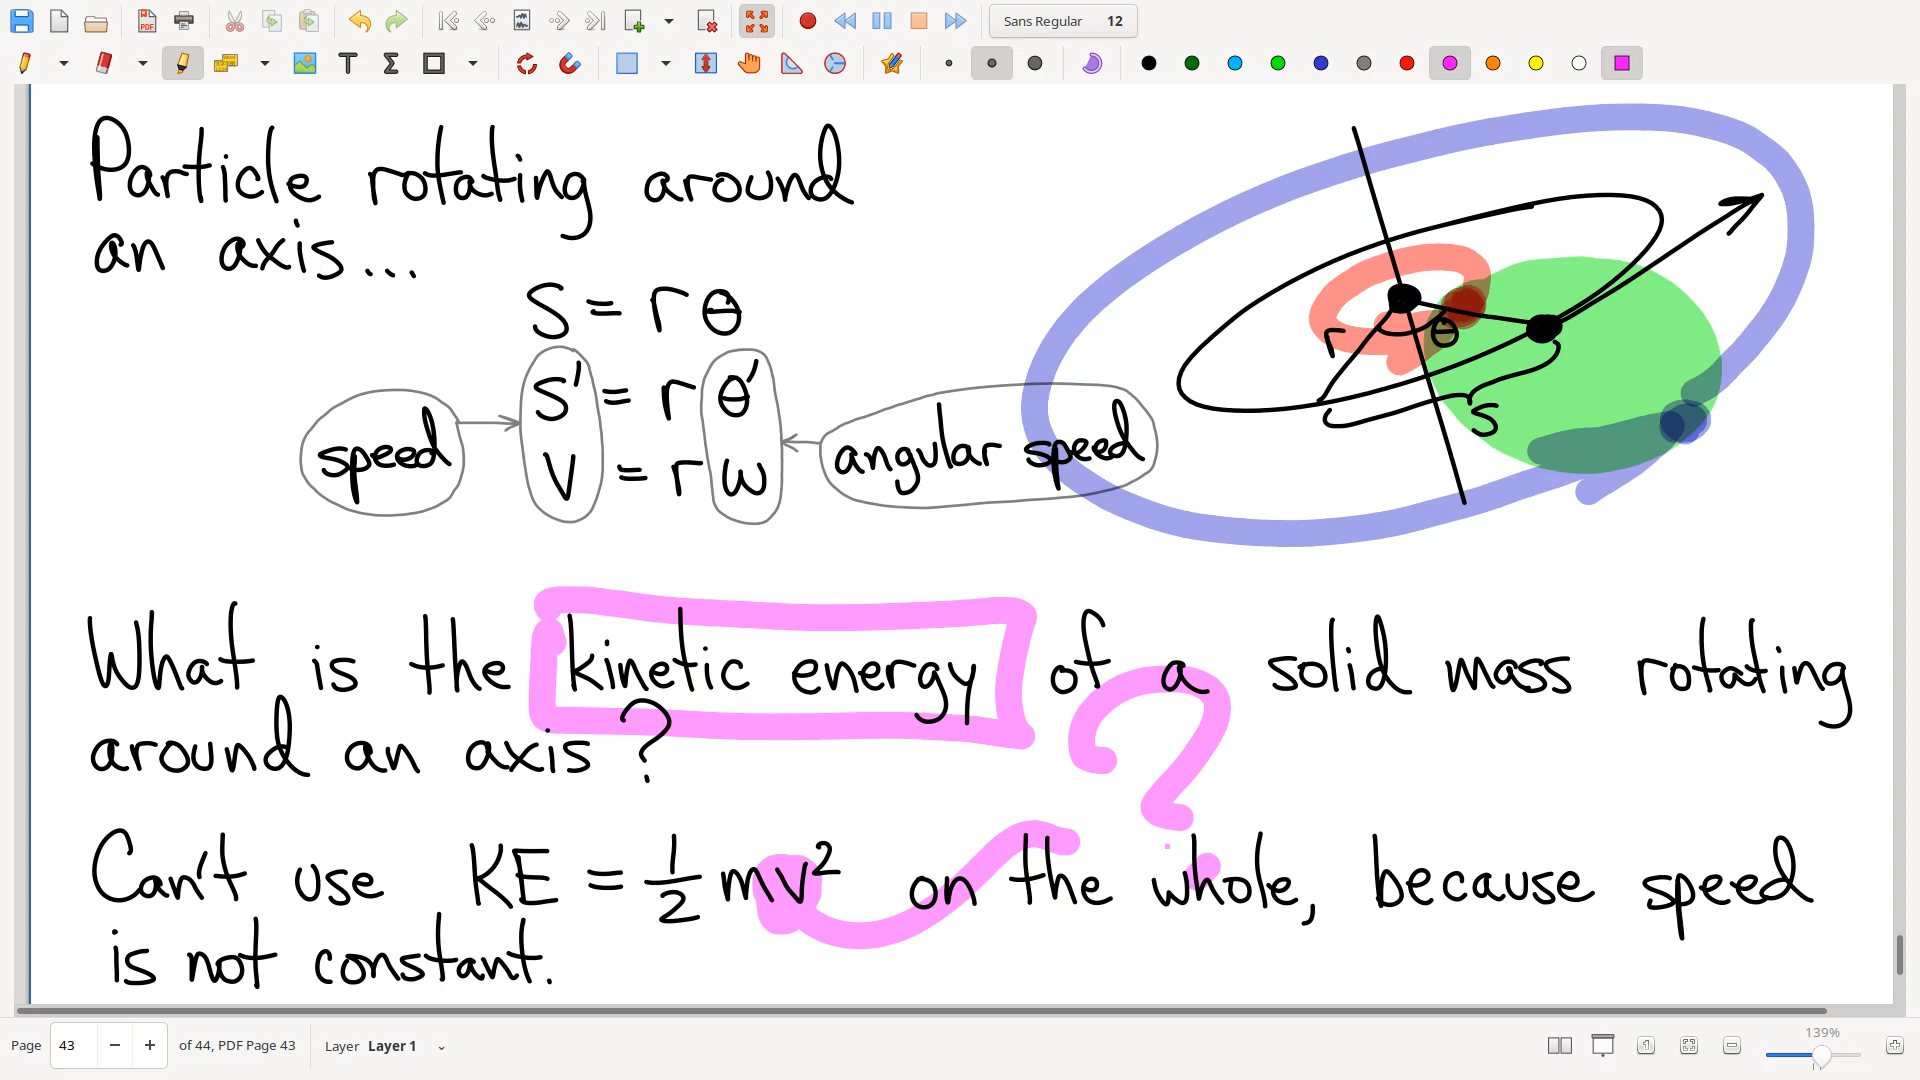 Sans Regular 12
Particle rotating around
an axis...
s = rθ
s' = rθ'
v = rω
speed
angular speed
r
θ
s
What is the kinetic energy of a solid mass rotating
around an axis?
?
Can't use KE = 1/2 mv² on the whole, because speed
is not constant.
Page 43 − + of 44, PDF Page 43 Layer Layer 1
139%